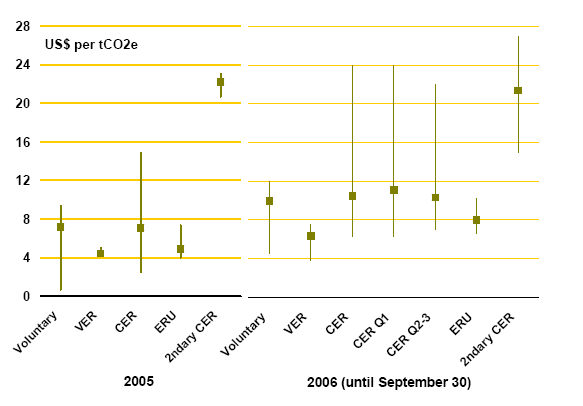 28
US$ per tCO2e
24
20
16
12
8
4
0
Voluntary
VER
CER
ERU
2ndary CER
Voluntary
VER
CER
CER Q1
CER Q2-3
ERU
2ndary CER
2005
2006 (until September 30)